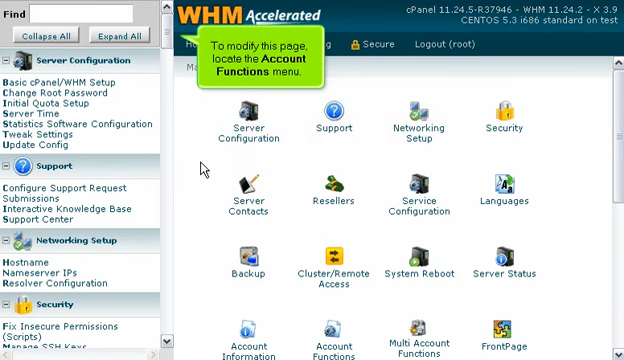 Find
Collapse All
Expand All
Server Configuration
Basic cPanel/WHM Setup
Change Root Password
Initial Quota Setup
Server Time
Statistics Software Configuration
Tweak Settings
Update Config
Support
Configure Support Request
Submissions
Interactive Knowledge Base
Support Center
Networking Setup
Hostname
Nameserver IPs
Resolver Configuration
Security
Fix Insecure Permissions
(Scripts)
Manage SSH Keys
WHM Accelerated
cPanel 11.24.5-R37946 - WHM 11.24.2 - X 3.9
CENTOS 5.3 i686 standard on test
Secure
Logout (root)
To modify this page,
locate the Account
Functions menu.
Server
Configuration
Support
Networking
Setup
Security
Server
Contacts
Resellers
Service
Configuration
Languages
Backup
Cluster/Remote
Access
System Reboot
Server Status
Account
Information
Account
Functions
Multi Account
Functions
FrontPage